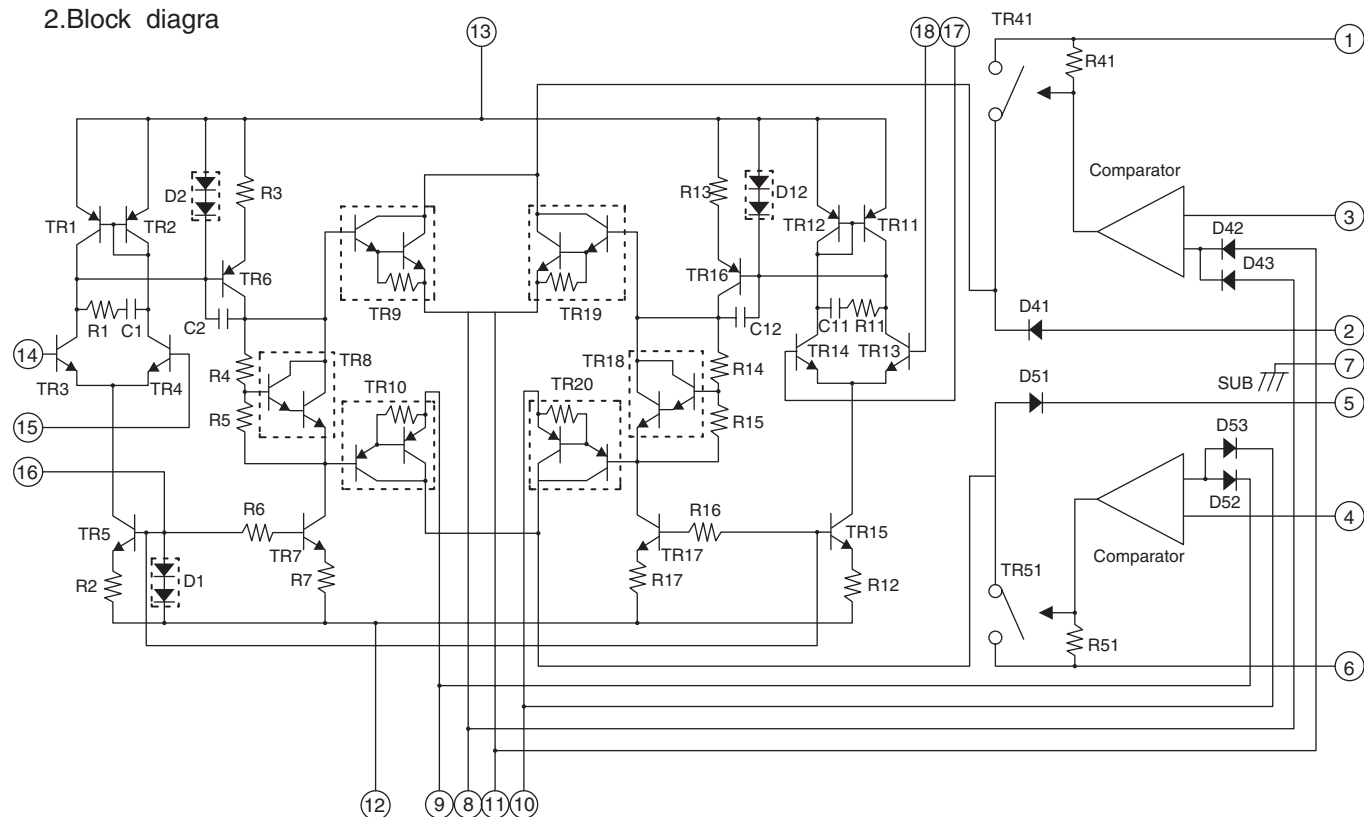 2.Block diagra
13
18 17
TR41
1
R41
Comparator
3
D2
R3
R13
D12
TR1
TR2
TR12
TR11
D42
D43
TR6
TR16
R1
C1
C2
TR9
TR19
C12
C11
R11
D41
2
14
TR3
TR4
R4
TR8
TR18
R14
TR14
TR13
7
SUB
TR10
TR20
D51
5
R5
R15
15
D53
16
D52
R6
R16
4
TR5
TR7
TR17
TR15
Comparator
R2
D1
R7
R17
R12
TR51
R51
6
12 9 8 11 10